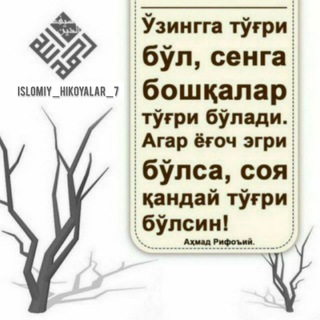 ISLOMIY_HIKOYALAR_7
Ўзингга тўғри
бўл, сенга
бошқалар
тўғри бўлади.
Агар ёғоч эгри
бўлса, соя
қандай тўғри
бўлсин!
Аҳмад Рифоъий.